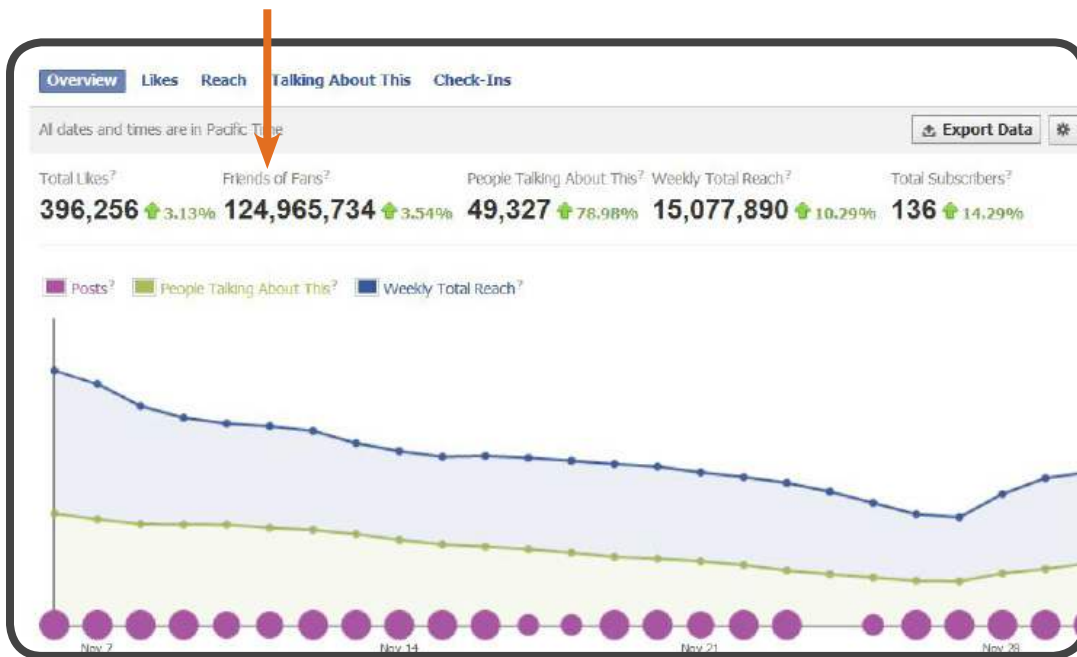 Overview Likes Reach Talking About This Check-Ins
All dates and times are in Pacific Time
Export Data
Total Likes? Friends of Fans? People Talking About This? Weekly Total Reach? Total Subscribers?
396,256 3.13% 124,965,734 3.54% 49,327 78.98% 15,077,890 10.29% 136 14.29%
Posts? People Talking About This? Weekly Total Reach?
Nov 7 Nov 14 Nov 21 Nov 28